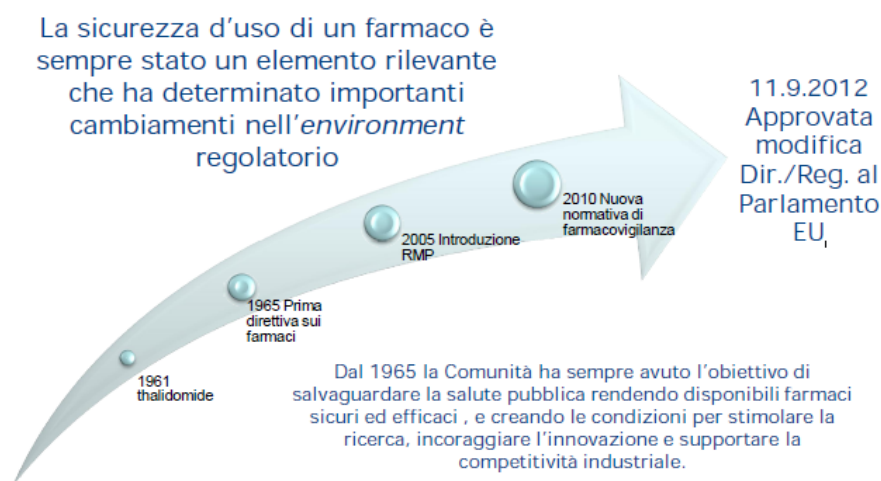 La sicurezza d'uso di un farmaco è
sempre stato un elemento rilevante
che ha determinato importanti
cambiamenti nell'environment
regolatorio
11.9.2012
Approvata
modifica
Dir./Reg. al
Parlamento
EU,
2010 Nuova
normativa di
farmacovigilanza
2005 Introduzione
RMP
1965 Prima
direttiva sui
farmaci
1961
thalidomide
Dal 1965 la Comunità ha sempre avuto l'obiettivo di
salvaguardare la salute pubblica rendendo disponibili farmaci
sicuri ed efficaci , e creando le condizioni per stimolare la
ricerca, incoraggiare l'innovazione e supportare la
competitività industriale.